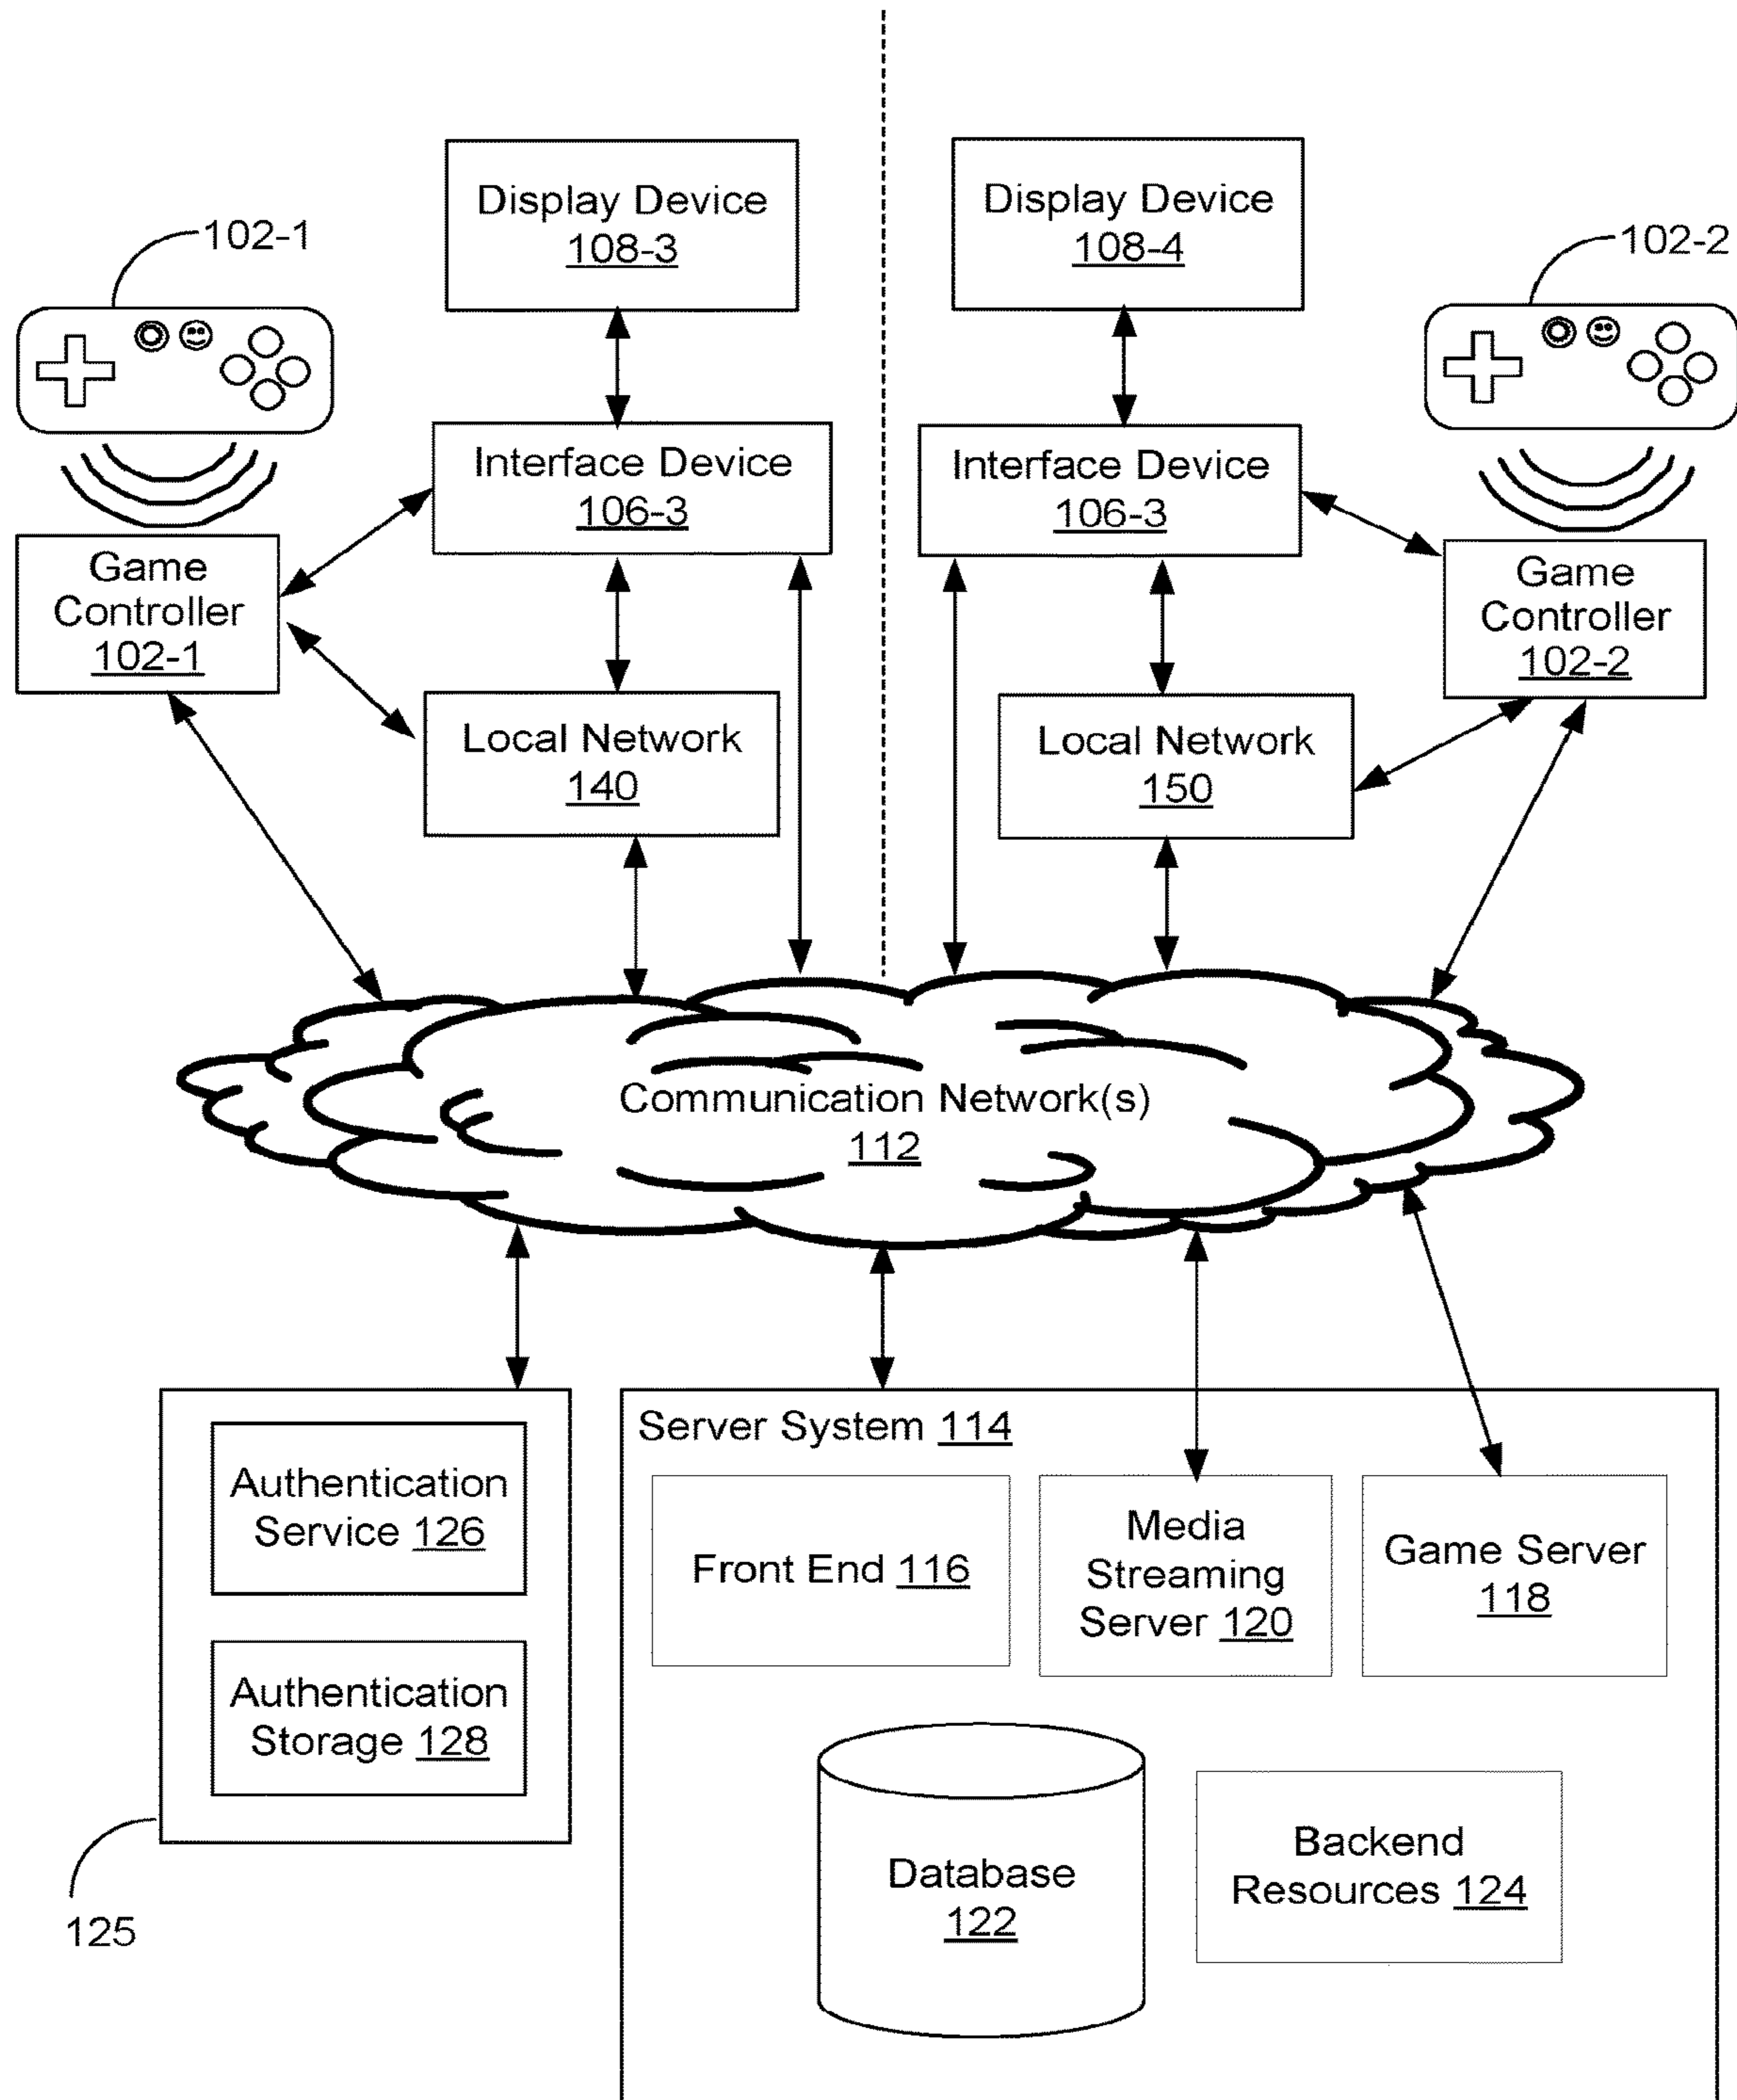 Display Device
108-3
Display Device
108-4
102-1
102-2
Interface Device
106-3
Interface Device
106-3
Game
Controller
102-1
Game
Controller
102-2
Local Network
140
Local Network
150
Communication Network(s)
112
Server System 114
Authentication
Service 126
Front End 116
Media
Streaming
Server 120
Game Server
118
Authentication
Storage 128
125
Database
122
Backend
Resources 124